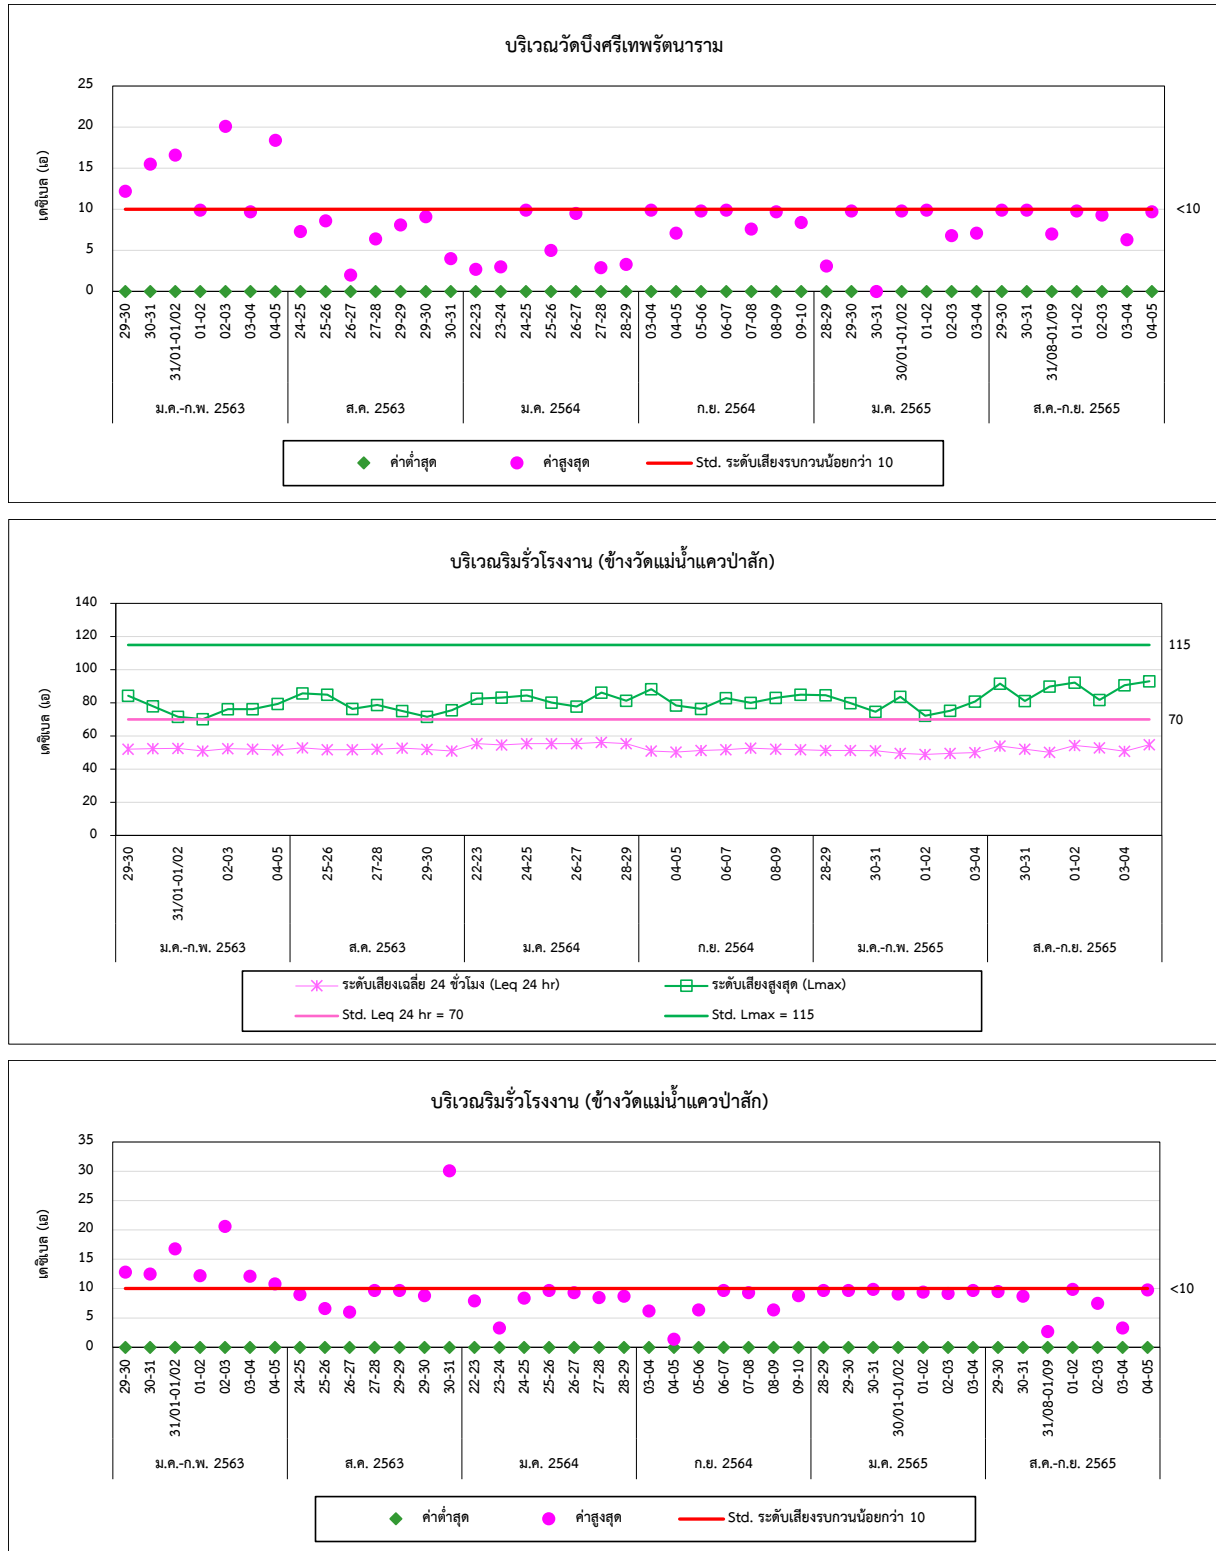 บริเวณวัดบึงศรีเทพรัตนาราม
เดซิเบล (เอ)
25
20
15
10
5
0
<10
29-30 30-31 31/01-01/02 01-02 02-03 03-04 04-05 24-25 25-26 26-27 27-28 29-29 29-30 30-31 22-23 23-24 24-25 25-26 26-27 27-28 28-29 03-04 04-05 05-06 06-07 07-08 08-09 09-10 28-29 29-30 30-31 30/01-01/02 01-02 02-03 03-04 29-30 30-31 31/08-01/09 01-02 02-03 03-04 04-05
ม.ค.-ก.พ. 2563 ส.ค. 2563 ม.ค. 2564 ก.ย. 2564 ม.ค. 2565 ส.ค.-ก.ย. 2565
ค่าต่ำสุด ค่าสูงสุด Std. ระดับเสียงรบกวนน้อยกว่า 10
บริเวณริมรั้วโรงงาน (ข้างวัดแม่น้ำแควป่าสัก)
เดซิเบล (เอ)
140
120
100
80
60
40
20
0
115
70
29-30 31/01-01/02 02-03 04-05 25-26 27-28 29-30 22-23 24-25 26-27 28-29 04-05 06-07 08-09 28-29 30-31 01-02 03-04 30-31 01-02 03-04
ม.ค.-ก.พ. 2563 ส.ค. 2563 ม.ค. 2564 ก.ย. 2564 ม.ค.-ก.พ. 2565 ส.ค.-ก.ย. 2565
ระดับเสียงเฉลี่ย 24 ชั่วโมง (Leq 24 hr) ระดับเสียงสูงสุด (Lmax)
Std. Leq 24 hr = 70 Std. Lmax = 115
บริเวณริมรั้วโรงงาน (ข้างวัดแม่น้ำแควป่าสัก)
เดซิเบล (เอ)
35
30
25
20
15
10
5
0
<10
29-30 30-31 31/01-01/02 01-02 02-03 03-04 04-05 24-25 25-26 26-27 27-28 29-29 29-30 30-31 22-23 23-24 24-25 25-26 26-27 27-28 28-29 03-04 04-05 05-06 06-07 07-08 08-09 09-10 28-29 29-30 30-31 30/01-01/02 01-02 02-03 03-04 29-30 30-31 31/08-01/09 01-02 02-03 03-04 04-05
ม.ค.-ก.พ. 2563 ส.ค. 2563 ม.ค. 2564 ก.ย. 2564 ม.ค. 2565 ส.ค.-ก.ย. 2565
ค่าต่ำสุด ค่าสูงสุด Std. ระดับเสียงรบกวนน้อยกว่า 10